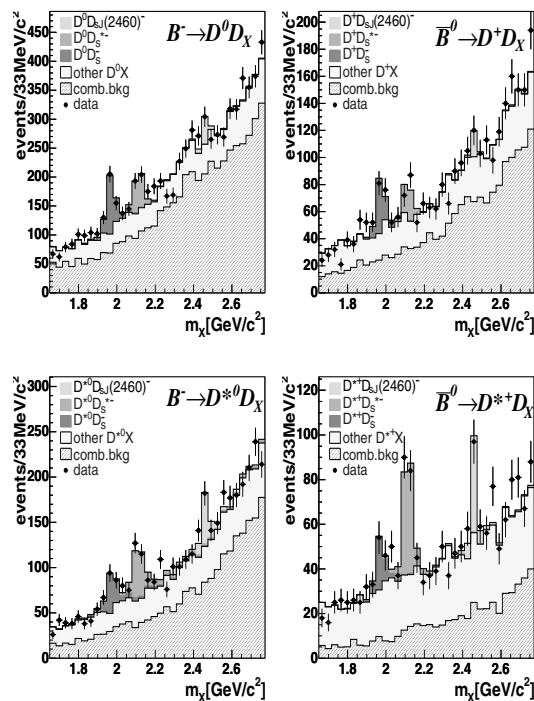 events/33MeV/c²
450
400
350
300
250
200
150
100
50
0
D⁰D_SJ(2460)⁻
D⁰D_S*⁻
D⁰D_S⁻
other D⁰X
comb.bkg
data
B⁻→D⁰D_X
1.8 2 2.2 2.4 2.6
m_X[GeV/c²]
events/33MeV/c²
200
180
160
140
120
100
80
60
40
20
0
D⁺D_SJ(2460)⁻
D⁺D_S*⁻
D⁺D_S⁻
other D⁺X
comb.bkg
data
B̅⁰→D⁺D_X
1.8 2 2.2 2.4 2.6
m_X[GeV/c²]
events/33MeV/c²
300
250
200
150
100
50
0
D*⁰D_SJ(2460)⁻
D*⁰D_S*⁻
D*⁰D_S⁻
other D*⁰X
comb.bkg
data
B⁻→D*⁰D_X
1.8 2 2.2 2.4 2.6
m_X[GeV/c²]
events/33MeV/c²
120
100
80
60
40
20
0
D*⁺D_SJ(2460)⁻
D*⁺D_S*⁻
D*⁺D_S⁻
other D*⁺X
comb.bkg
data
B̅⁰→D*⁺D_X
1.8 2 2.2 2.4 2.6
m_X[GeV/c²]